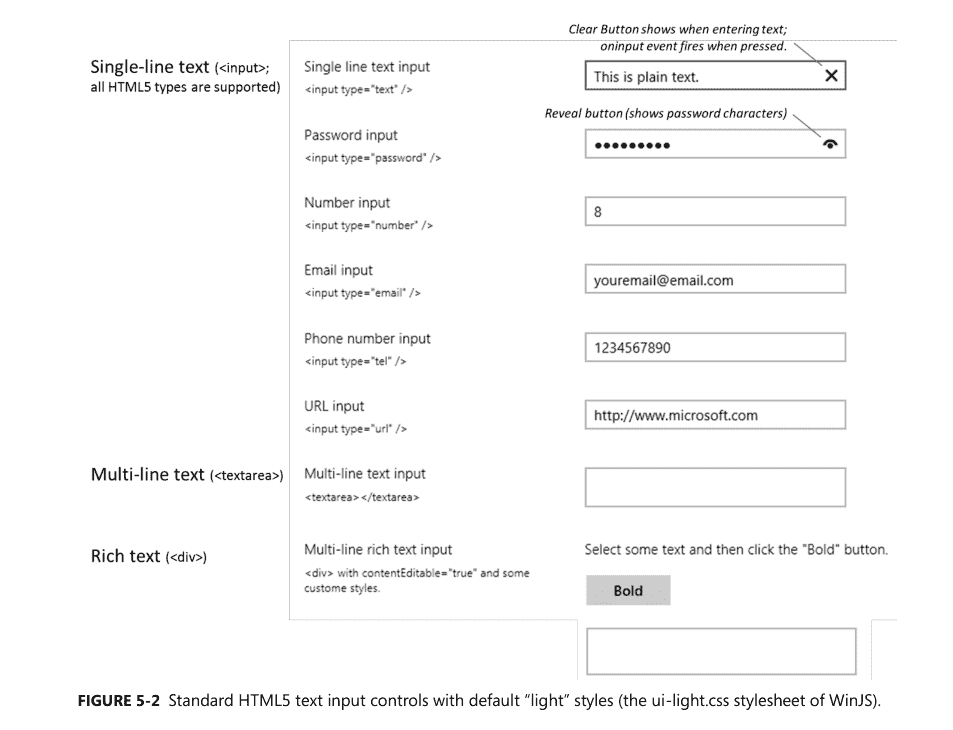 Clear Button shows when entering text;
oninput event fires when pressed.
Single-line text (<input>;
all HTML5 types are supported)
Single line text input
<input type="text" />
This is plain text.
Reveal button (shows password characters)
Password input
<input type="password" />
•••••••••
Number input
<input type="number" />
8
Email input
<input type="email" />
youremail@email.com
Phone number input
<input type="tel" />
1234567890
URL input
<input type="url" />
http://www.microsoft.com
Multi-line text (<textarea>)
Multi-line text input
<textarea></textarea>
Rich text (<div>)
Multi-line rich text input
<div> with contentEditable="true" and some
custome styles.
Select some text and then click the "Bold" button.
Bold
FIGURE 5-2 Standard HTML5 text input controls with default “light” styles (the ui-light.css stylesheet of WinJS).